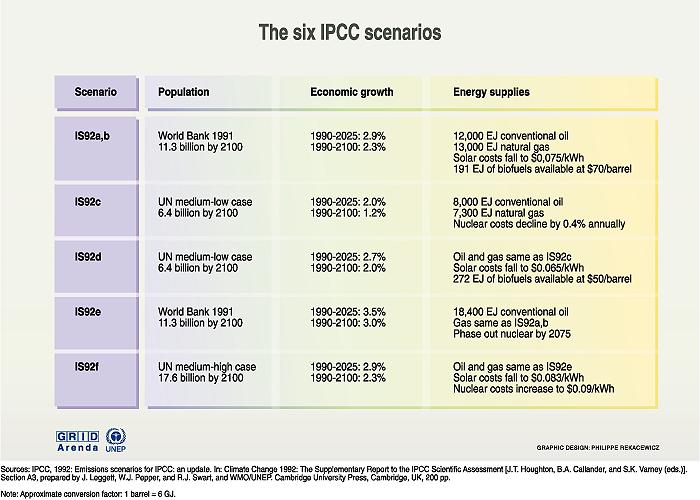 The six IPCC scenarios
Scenario Population Economic growth Energy supplies
IS92a,b World Bank 1991 1990-2025: 2.9% 12,000 EJ conventional oil
11.3 billion by 2100 1990-2100: 2.3% 13,000 EJ natural gas
Solar costs fall to $0,075/kWh
191 EJ of biofuels available at $70/barrel
IS92c UN medium-low case 1990-2025: 2.0% 8,000 EJ conventional oil
6.4 billion by 2100 1990-2100: 1.2% 7,300 EJ natural gas
Nuclear costs decline by 0.4% annually
IS92d UN medium-low case 1990-2025: 2.7% Oil and gas same as IS92c
6.4 billion by 2100 1990-2100: 2.0% Solar costs fall to $0.065/kWh
272 EJ of biofuels available at $50/barrel
IS92e World Bank 1991 1990-2025: 3.5% 18,400 EJ conventional oil
11.3 billion by 2100 1990-2100: 3.0% Gas same as IS92a,b
Phase out nuclear by 2075
IS92f UN medium-high case 1990-2025: 2.9% Oil and gas same as IS92e
17.6 billion by 2100 1990-2100: 2.3% Solar costs fall to $0.083/kWh
Nuclear costs increase to $0.09/kWh
GRID
Arendal UNEP
GRAPHIC DESIGN: PHILIPPE REKACEWICZ
Sources: IPCC, 1992: Emissions scenarios for IPCC: an update. In: Climate Change 1992: The Supplementary Report to the IPCC Scientific Assessment [J.T. Houghton, B.A. Callander, and S.K. Varney (eds.)].
Section A3, prepared by J. Leggett, W.J. Pepper, and R.J. Swart, and WMO/UNEP. Cambridge University Press, Cambridge, UK, 200 pp.
Note: Approximate conversion factor: 1 barrel = 6 GJ.